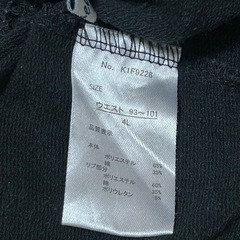 No. K1F9226
SIZE
ウエスト 93~101
4L
品質表示
本体
ポリエステル 65%
綿 35%
リブ部分
ポリエステル 60%
綿 35%
ポリウレタン 5%